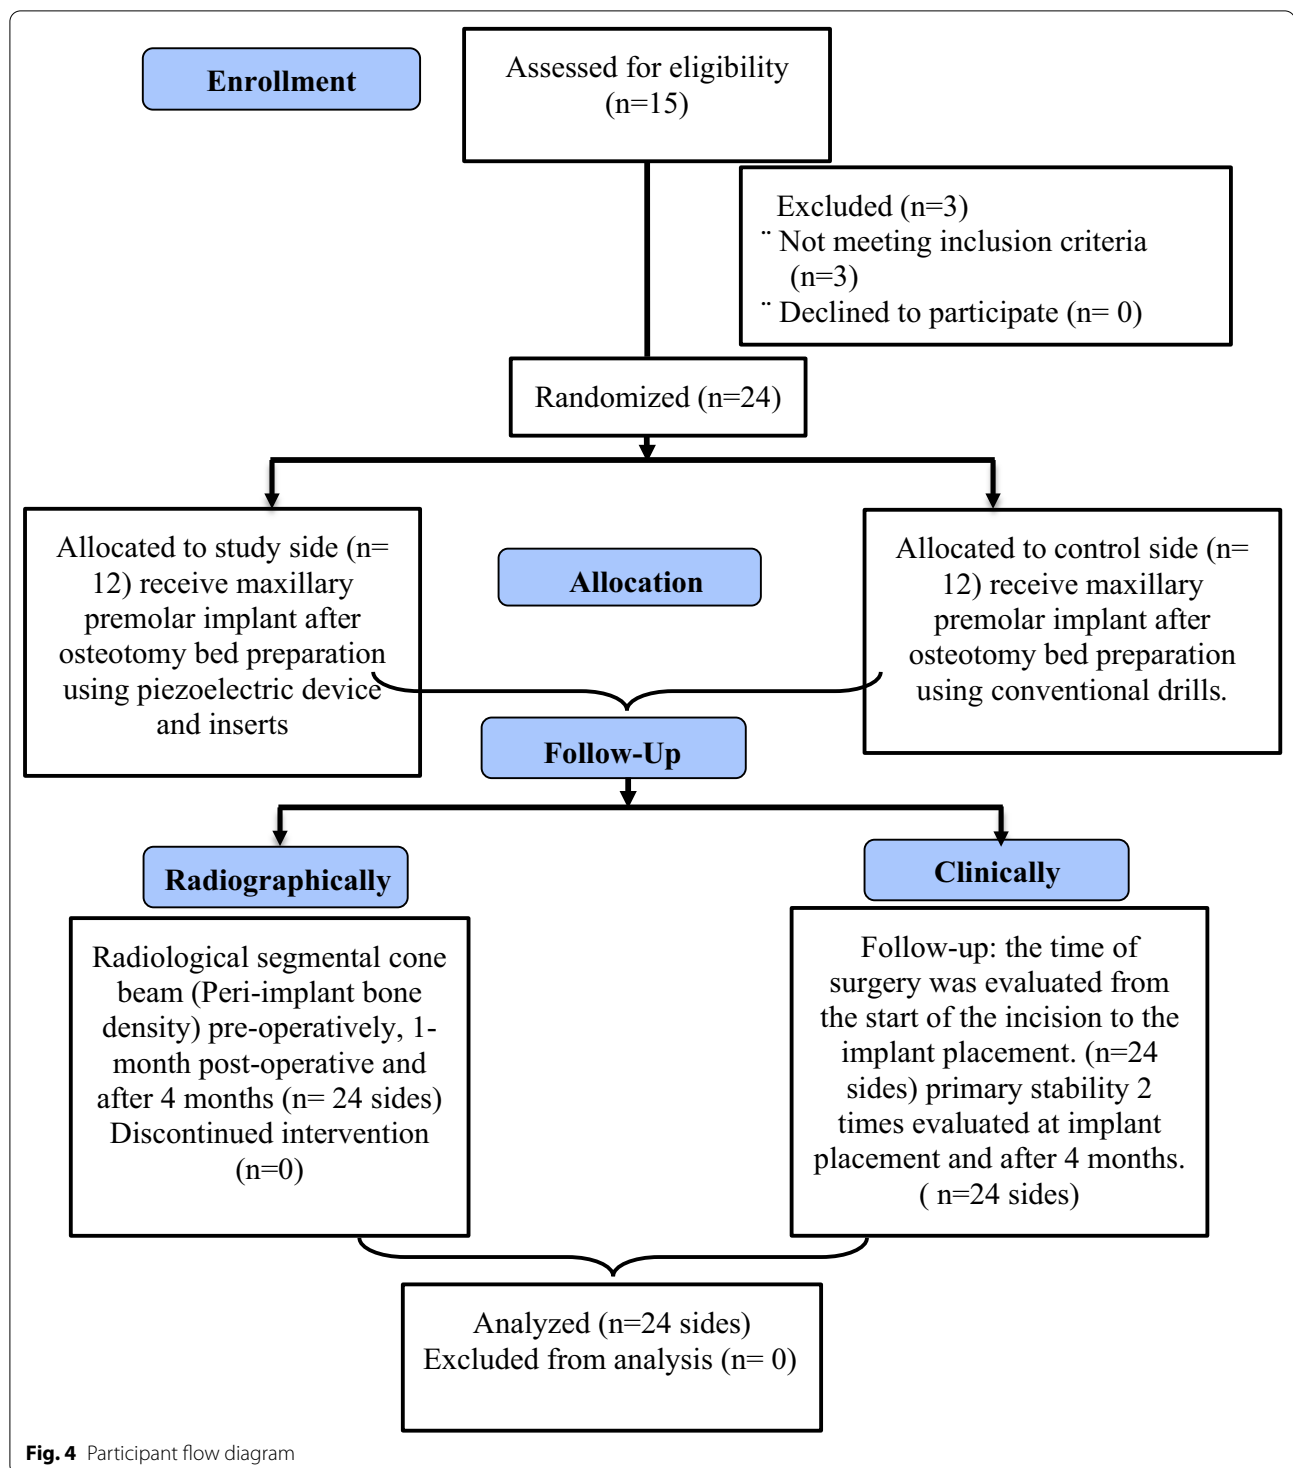 Enrollment
Assessed for eligibility
(n=15)
Excluded (n=3)
¨ Not meeting inclusion criteria
(n=3)
¨ Declined to participate (n= 0)
Randomized (n=24)
Allocated to study side (n=
12) receive maxillary
premolar implant after
osteotomy bed preparation
using piezoelectric device
and inserts
Allocation
Allocated to control side (n=
12) receive maxillary
premolar implant after
osteotomy bed preparation
using conventional drills.
Follow-Up
Radiographically
Radiological segmental cone
beam (Peri-implant bone
density) pre-operatively, 1-
month post-operative and
after 4 months (n= 24 sides)
Discontinued intervention
(n=0)
Clinically
Follow-up: the time of
surgery was evaluated from
the start of the incision to the
implant placement. (n=24
sides) primary stability 2
times evaluated at implant
placement and after 4 months.
( n=24 sides)
Analyzed (n=24 sides)
Excluded from analysis (n= 0)
Fig. 4 Participant flow diagram